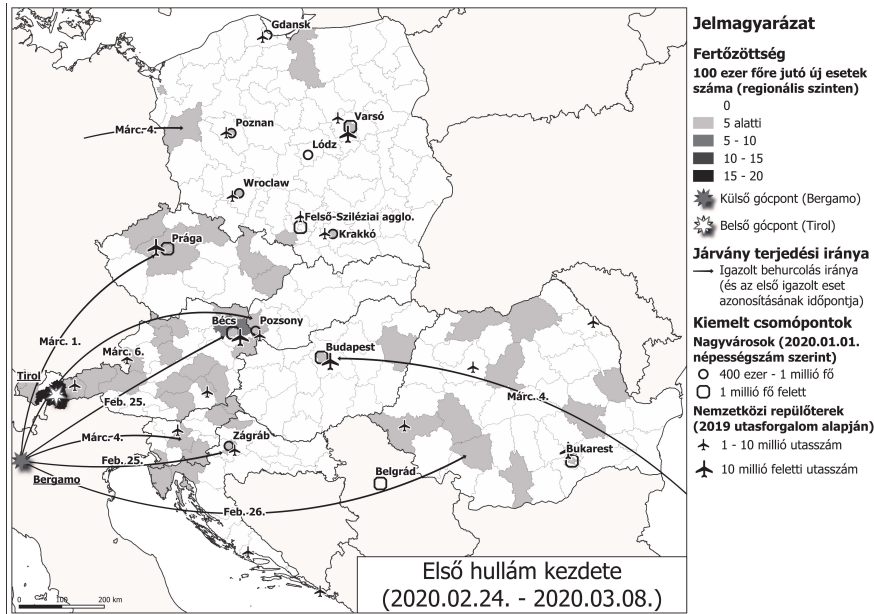 Gdansk
Márc. 4.
Poznan
Varsó
Lódz
Wroclaw
Felső-Sziléziai agglo.
Krakkó
Prága
Bécs
Pozsony
Márc. 1.
Márc. 6.
Budapest
Tirol
Feb. 25.
Márc. 4.
Márc. 4.
Zágráb
Feb. 25.
Bergamo
Belgrád
Bukarest
Feb. 26.
0 100 200 km
Első hullám kezdete
(2020.02.24. - 2020.03.08.)
Jelmagyarázat
Fertőzöttség
100 ezer főre jutó új esetek
száma (regionális szinten)
0
5 alatti
5 - 10
10 - 15
15 - 20
Külső gócpont (Bergamo)
Belső gócpont (Tirol)
Járvány terjedési iránya
Igazolt behurcolás iránya
(és az első igazolt eset
azonosításának időpontja)
Kiemelt csomópontok
Nagyvárosok (2020.01.01.
népességszám szerint)
400 ezer - 1 millió fő
1 millió fő felett
Nemzetközi repülőterek
(2019 utasforgalom alapján)
1 - 10 millió utasszám
10 millió feletti utasszám